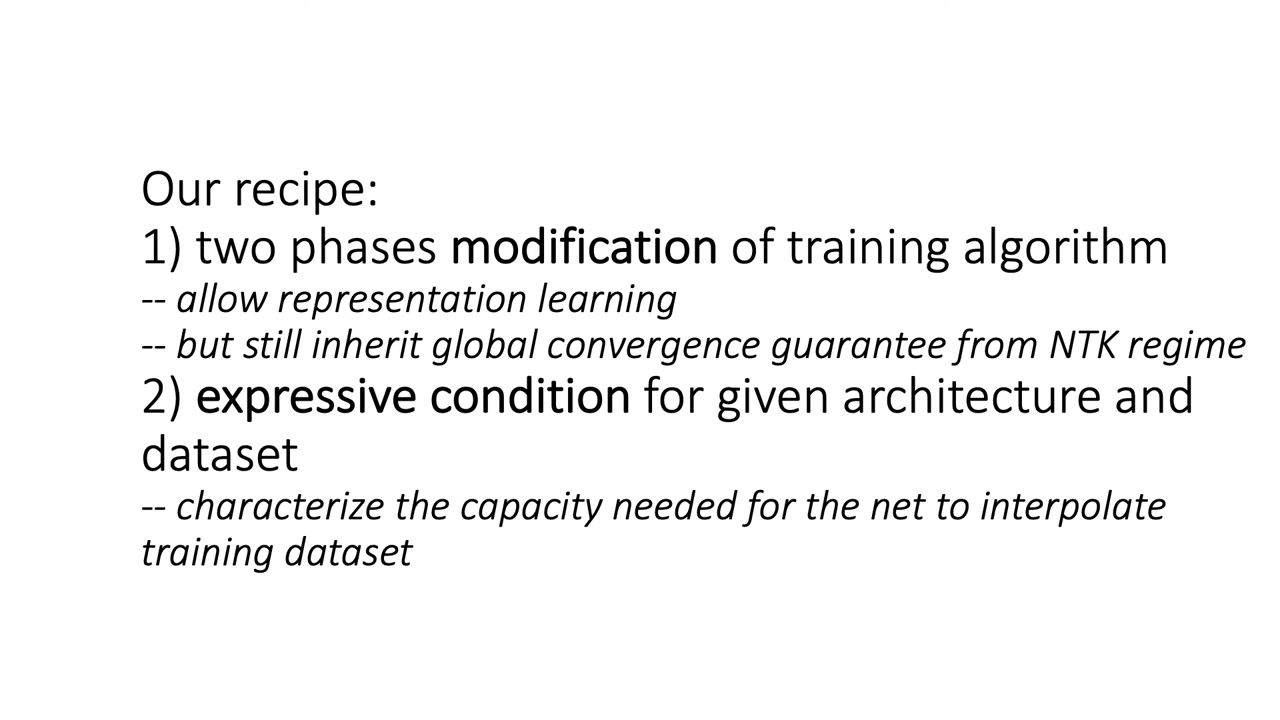 Our recipe:
1) two phases modification of training algorithm
-- allow representation learning
-- but still inherit global convergence guarantee from NTK regime
2) expressive condition for given architecture and
dataset
-- characterize the capacity needed for the net to interpolate
training dataset